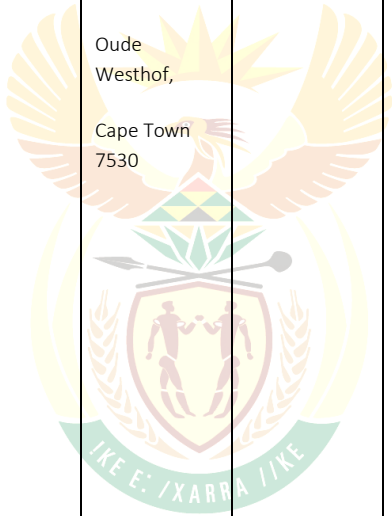 Oude
Westhof,
Cape Town
7530
!KE E: /XARRA //KE